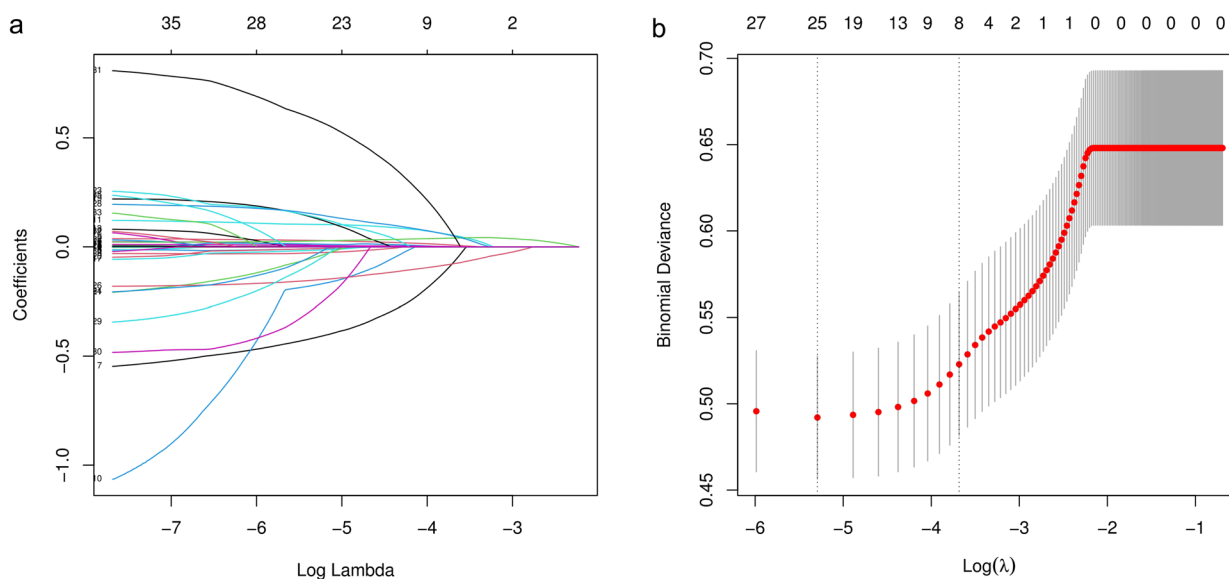 a
35 28 23 9 2
31
0.5
33
11
0.0
26
29
−0.5
30
7
−1.0
10
Coefficients
−7 −6 −5 −4 −3
Log Lambda
b
27 25 19 13 9 8 4 2 1 1 0 0 0 0 0 0
0.70
0.65
0.60
0.55
0.50
0.45
Binomial Deviance
−6 −5 −4 −3 −2 −1
Log(λ)